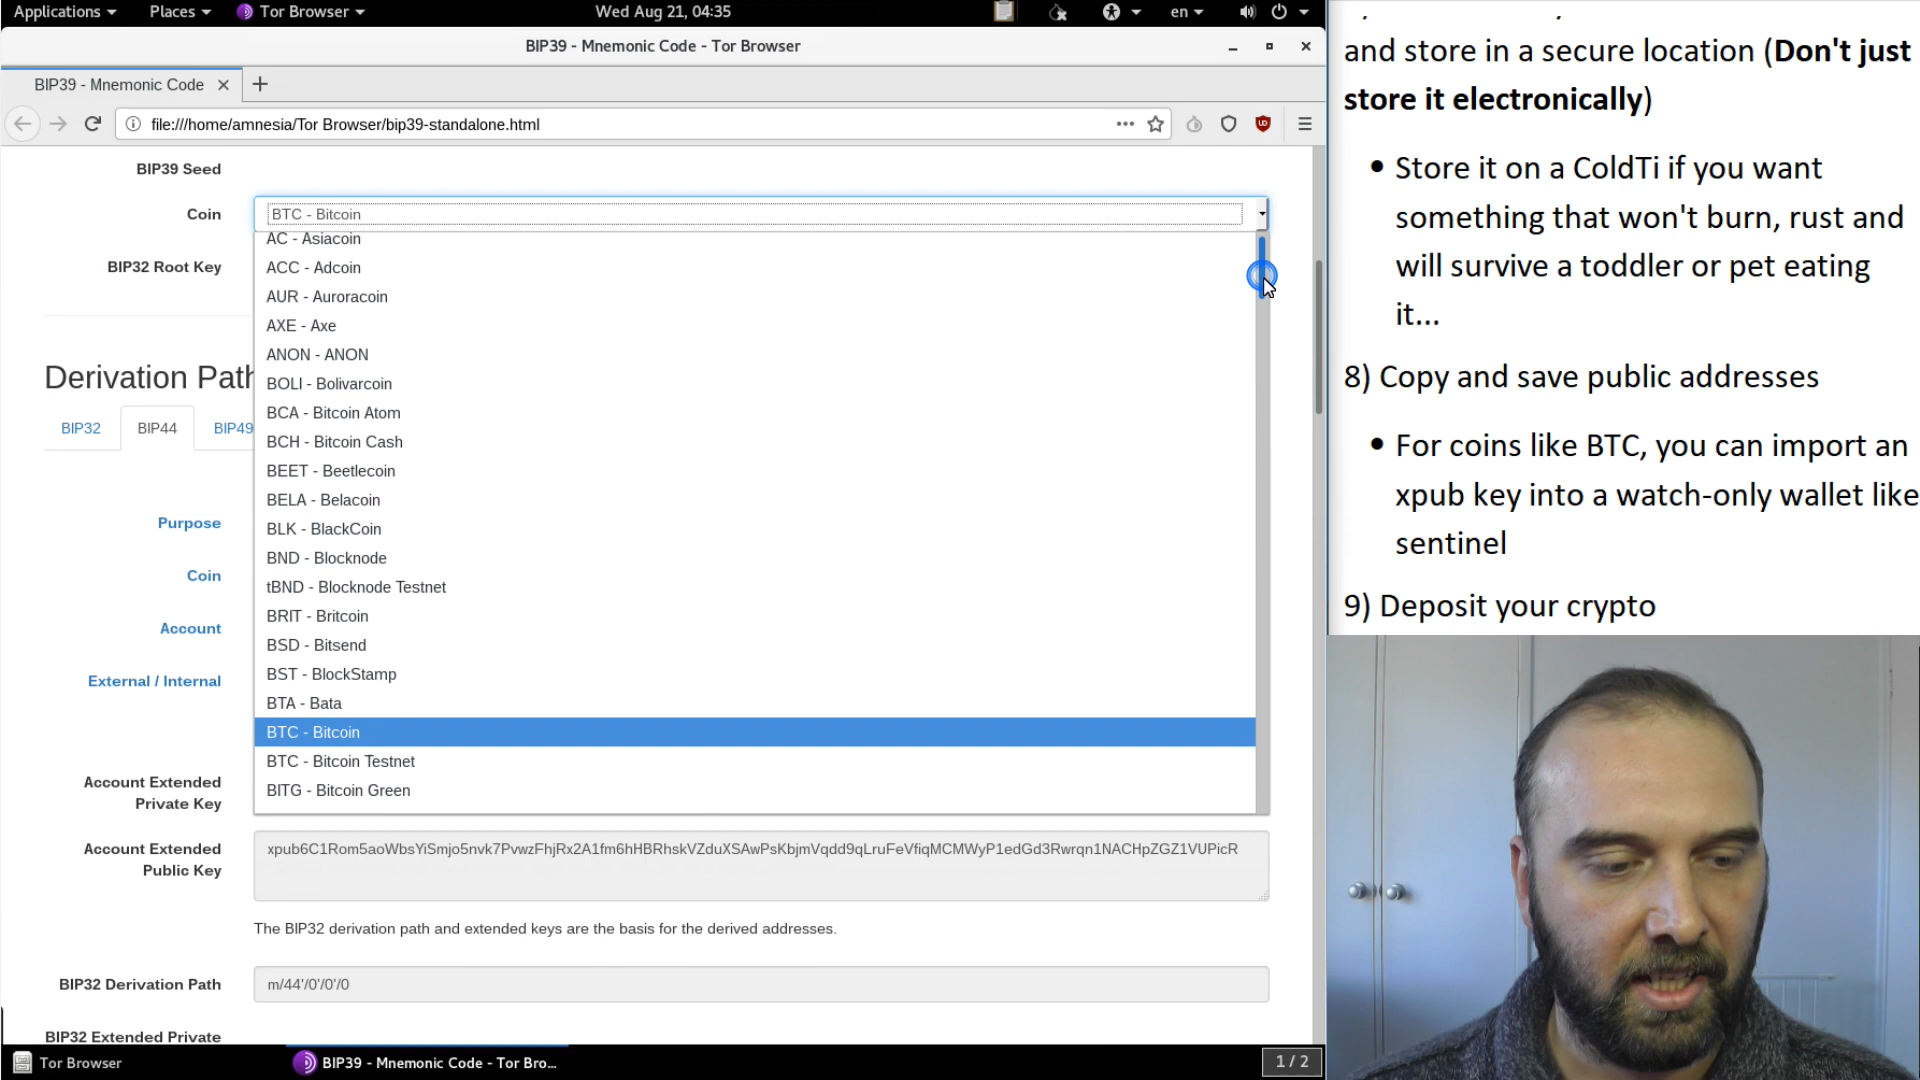 Applications Places Tor Browser Wed Aug 21, 04:35 en
BIP39 - Mnemonic Code - Tor Browser
BIP39 - Mnemonic Code
file:///home/amnesia/Tor Browser/bip39-standalone.html
BIP39 Seed
Coin BTC - Bitcoin
AC - Asiacoin
BIP32 Root Key
ACC - Adcoin
AUR - Auroracoin
AXE - Axe
ANON - ANON
Derivation Path
BOLI - Bolivarcoin
BCA - Bitcoin Atom
BIP32 BIP44 BIP49
BCH - Bitcoin Cash
BEET - Beetlecoin
BELA - Belacoin
Purpose
BLK - BlackCoin
BND - Blocknode
Coin
tBND - Blocknode Testnet
BRIT - Britcoin
Account
BSD - Bitsend
BST - BlockStamp
External / Internal
BTA - Bata
BTC - Bitcoin
BTC - Bitcoin Testnet
BITG - Bitcoin Green
Account Extended
Private Key
Account Extended
Public Key
xpub6C1Rom5aoWbsYiSmjo5nvk7PvwzFhjRx2A1fm6hHBRhskVZduXSAwPsKbjmVqdd9qLruFeVfiqMCMWyP1edGd3Rwrqn1NACHpZGZ1VUPicR
The BIP32 derivation path and extended keys are the basis for the derived addresses.
BIP32 Derivation Path m/44'/0'/0'/0
BIP32 Extended Private
Tor Browser BIP39 - Mnemonic Code - Tor Bro... 1 / 2
and store in a secure location (Don't just
store it electronically)
• Store it on a ColdTi if you want
something that won't burn, rust and
will survive a toddler or pet eating
it...
8) Copy and save public addresses
• For coins like BTC, you can import an
xpub key into a watch-only wallet like
sentinel
9) Deposit your crypto